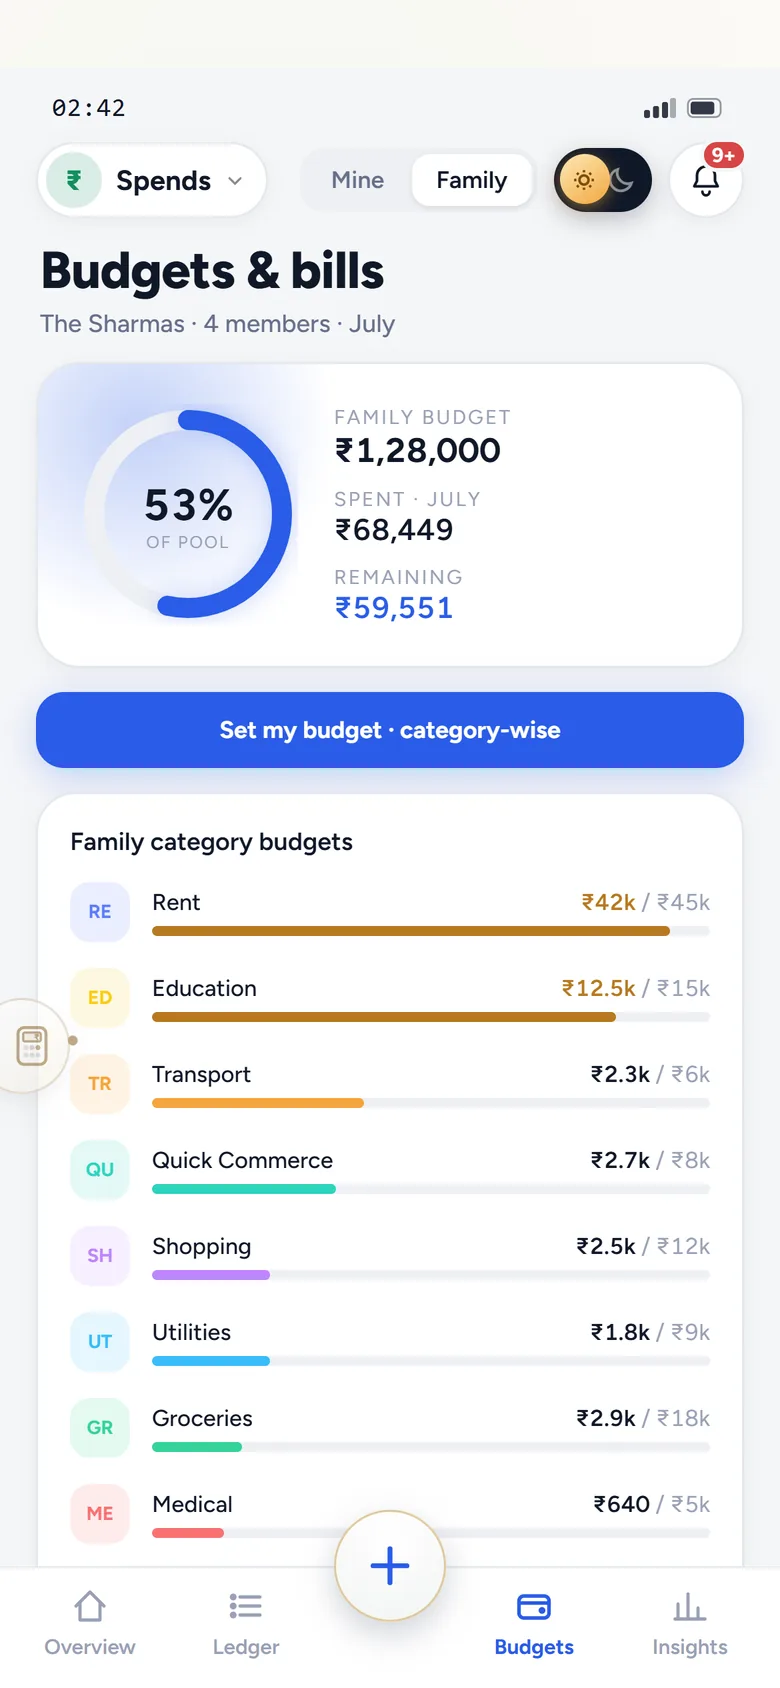 02:42
₹ Spends Mine Family 9+
Budgets & bills
The Sharmas · 4 members · July
FAMILY BUDGET
₹1,28,000
53%
OF POOL
SPENT · JULY
₹68,449
REMAINING
₹59,551
Set my budget · category-wise
Family category budgets
RE Rent ₹42k / ₹45k
ED Education ₹12.5k / ₹15k
TR Transport ₹2.3k / ₹6k
QU Quick Commerce ₹2.7k / ₹8k
SH Shopping ₹2.5k / ₹12k
UT Utilities ₹1.8k / ₹9k
GR Groceries ₹2.9k / ₹18k
ME Medical ₹640 / ₹5k
Overview Ledger Budgets Insights